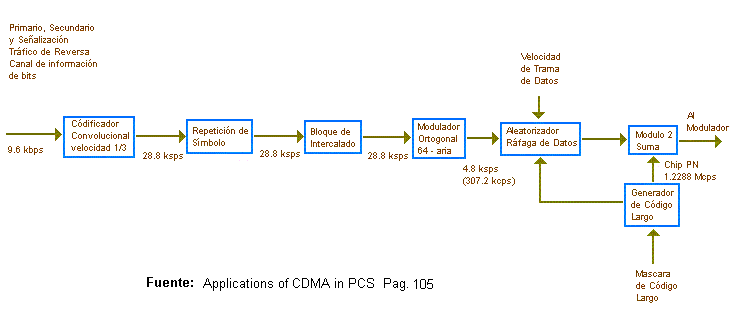 Primario, Secundario
y Señalización
Tráfico de Reversa
Canal de información
de bits
Velocidad
de Trama
de Datos
9.6 kbps
Códificador
Convolucional
velocidad 1/3
28.8 ksps
Repetición de
Símbolo
28.8 ksps
Bloque de
Intercalado
28.8 ksps
Modulador
Ortogonal
64 - aria
4.8 ksps
(307.2 kcps)
Aleatorizador
Ráfaga de Datos
Modulo 2
Suma
Al
Modulador
Chip PN
1.2288 Mcps
Generador
de Código
Largo
Mascara
de Código
Largo
Fuente: Applications of CDMA in PCS Pag. 105